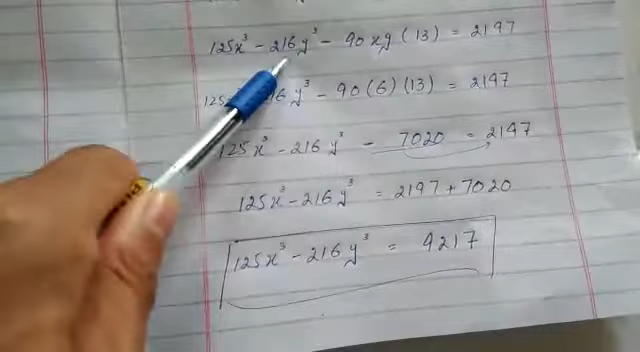 125x³ - 216y³ - 90xy (13) = 2197
125 16y³ - 90(6)(13) = 2197
125x³ - 216y³ - 7020 = 2197
125x³ - 216y³ = 2197 + 7020
125x³ - 216y³ = 9217